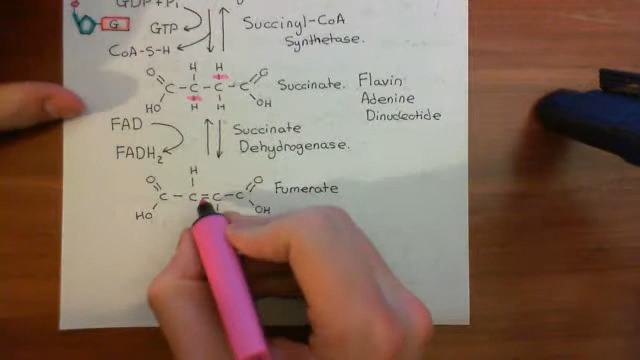 GDP + Pi
G
GTP
CoA-S-H
Succinyl-CoA
Synthetase.
H H
O O
C - C - C - C
HO H H OH
Succinate.
Flavin
Adenine
Dinucleotide
FAD
FADH2
Succinate
Dehydrogenase.
H
O O
C - C = C - C
HO OH
Fumerate